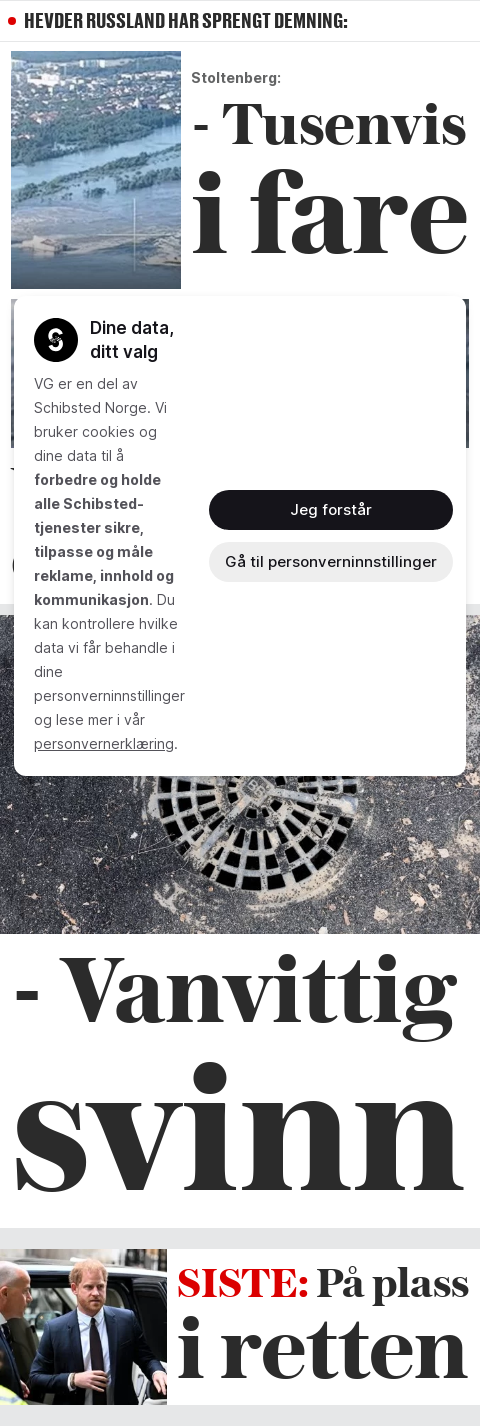 HEVDER RUSSLAND HAR SPRENGT DEMNING:
Stoltenberg:
- Tusenvis
i fare
Dine data,
ditt valg
VG er en del av
Schibsted Norge. Vi
bruker cookies og
dine data til å
forbedre og holde
alle Schibsted-
tjenester sikre,
tilpasse og måle
reklame, innhold og
kommunikasjon. Du
kan kontrollere hvilke
data vi får behandle i
dine
personverninnstillinger
og lese mer i vår
personvernerklæring.
Jeg forstår
Gå til personverninnstillinger
- Vanvittig
svinn
SISTE: På plass
i retten